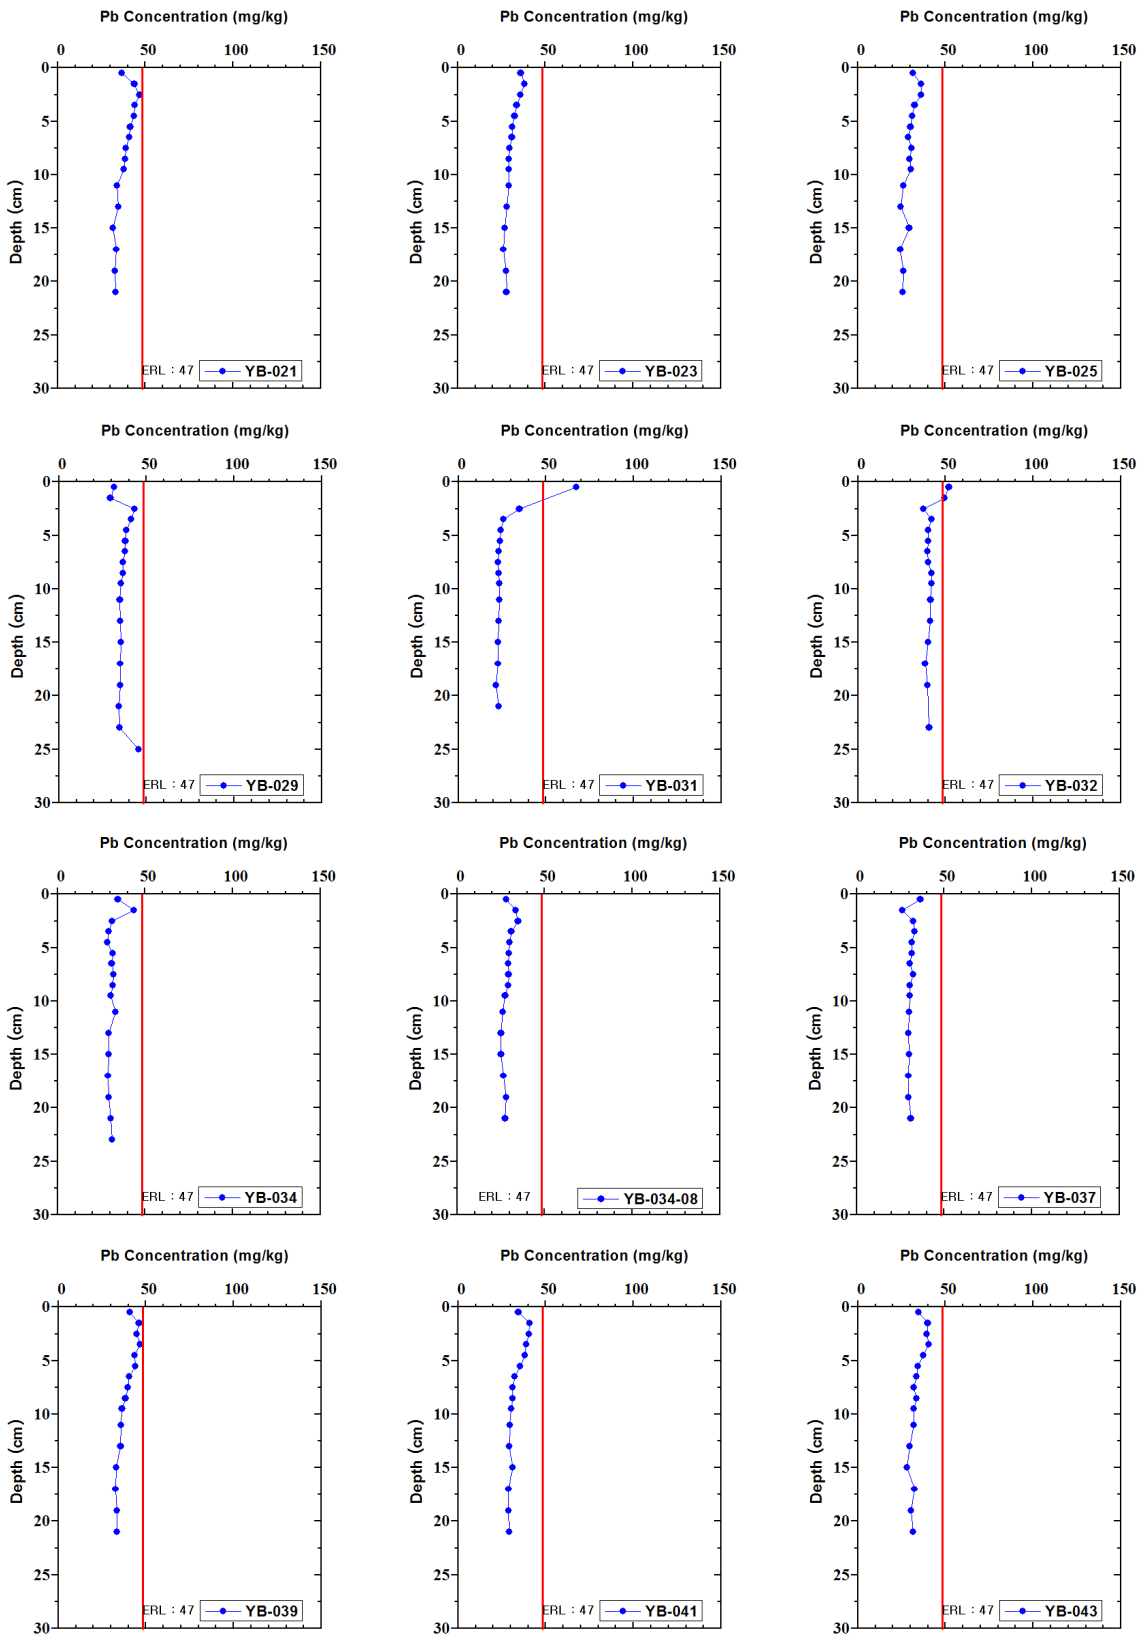 Pb Concentration (mg/kg)
0 50 100 150
0
5
10
15
20
25
30
Depth (cm)
ERL : 47
YB-021
Pb Concentration (mg/kg)
0 50 100 150
0
5
10
15
20
25
30
Depth (cm)
ERL : 47
YB-023
Pb Concentration (mg/kg)
0 50 100 150
0
5
10
15
20
25
30
Depth (cm)
ERL : 47
YB-025
Pb Concentration (mg/kg)
0 50 100 150
0
5
10
15
20
25
30
Depth (cm)
ERL : 47
YB-029
Pb Concentration (mg/kg)
0 50 100 150
0
5
10
15
20
25
30
Depth (cm)
ERL : 47
YB-031
Pb Concentration (mg/kg)
0 50 100 150
0
5
10
15
20
25
30
Depth (cm)
ERL : 47
YB-032
Pb Concentration (mg/kg)
0 50 100 150
0
5
10
15
20
25
30
Depth (cm)
ERL : 47
YB-034
Pb Concentration (mg/kg)
0 50 100 150
0
5
10
15
20
25
30
Depth (cm)
ERL : 47
YB-034-08
Pb Concentration (mg/kg)
0 50 100 150
0
5
10
15
20
25
30
Depth (cm)
ERL : 47
YB-037
Pb Concentration (mg/kg)
0 50 100 150
0
5
10
15
20
25
30
Depth (cm)
ERL : 47
YB-039
Pb Concentration (mg/kg)
0 50 100 150
0
5
10
15
20
25
30
Depth (cm)
ERL : 47
YB-041
Pb Concentration (mg/kg)
0 50 100 150
0
5
10
15
20
25
30
Depth (cm)
ERL : 47
YB-043